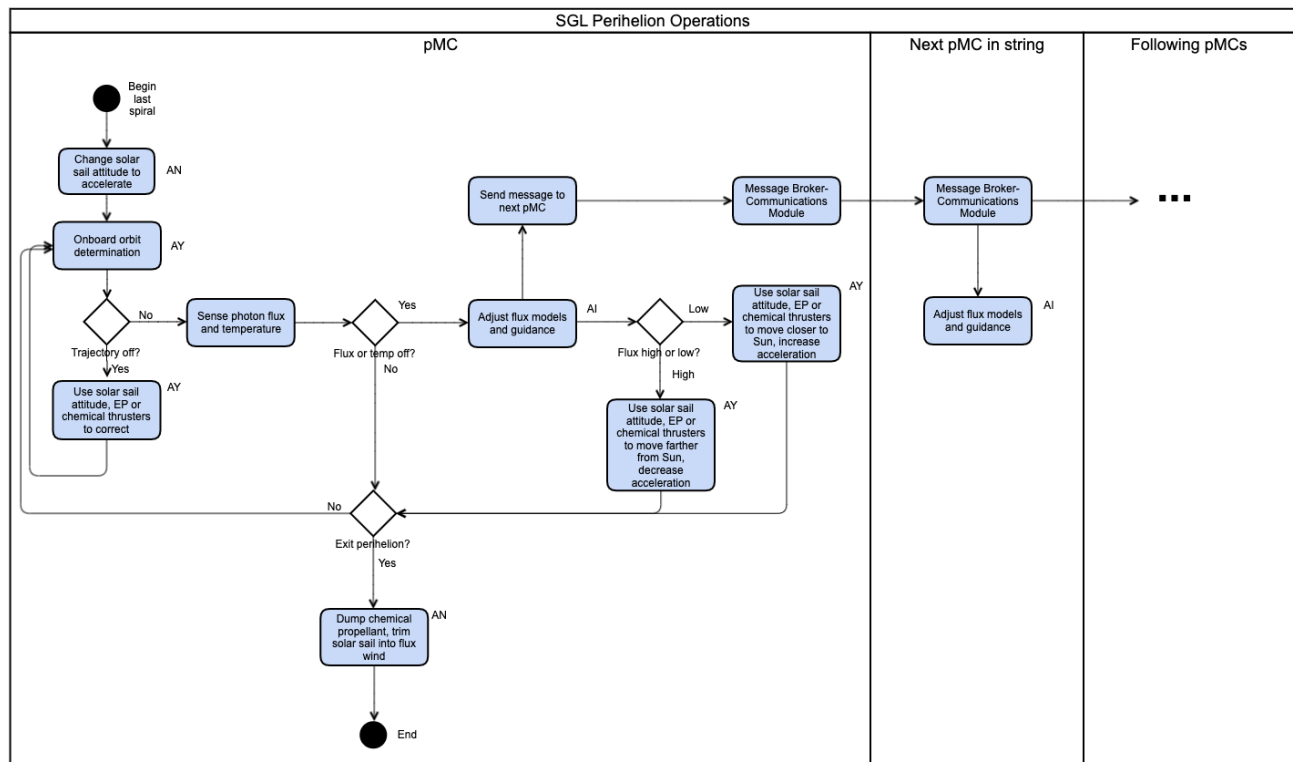 SGL Perihelion Operations
pMC
Next pMC in string
Following pMCs
Begin
last
spiral
Change solar
sail attitude to
accelerate
AN
Onboard orbit
determination
AY
No
Trajectory off?
Yes
Use solar sail
attitude, EP or
chemical thrusters
to correct
AY
Sense photon flux
and temperature
Yes
Flux or temp off?
No
Send message to
next pMC
Adjust flux models
and guidance
AI
Low
Flux high or low?
High
Message Broker-
Communications
Module
AY
Use solar sail
attitude, EP or
chemical thrusters
to move closer to
Sun, increase
acceleration
AY
Use solar sail
attitude, EP or
chemical thrusters
to move farther
from Sun,
decrease
acceleration
No
Exit perihelion?
Yes
Dump chemical
propellant, trim
solar sail into flux
wind
AN
End
Message Broker-
Communications
Module
Adjust flux models
and guidance
AI
...